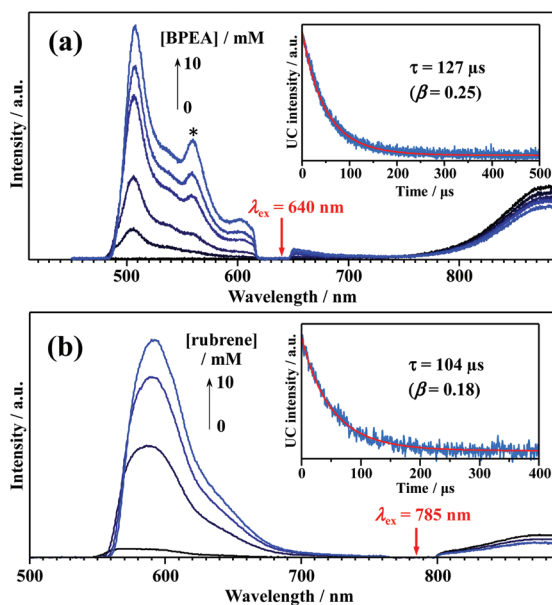 (a)
[BPEA] / mM
10
0
*
λex = 640 nm
Intensity / a.u.
500 600 700 800
Wavelength / nm
UC intensity / a.u.
τ = 127 μs
(β = 0.25)
0 100 200 300 400 500
Time / μs
(b)
[rubrene]
/ mM
10
0
λex = 785 nm
Intensity / a.u.
500 600 700 800
Wavelength / nm
UC intensity / a.u.
τ = 104 μs
(β = 0.18)
0 100 200 300 400
Time / μs